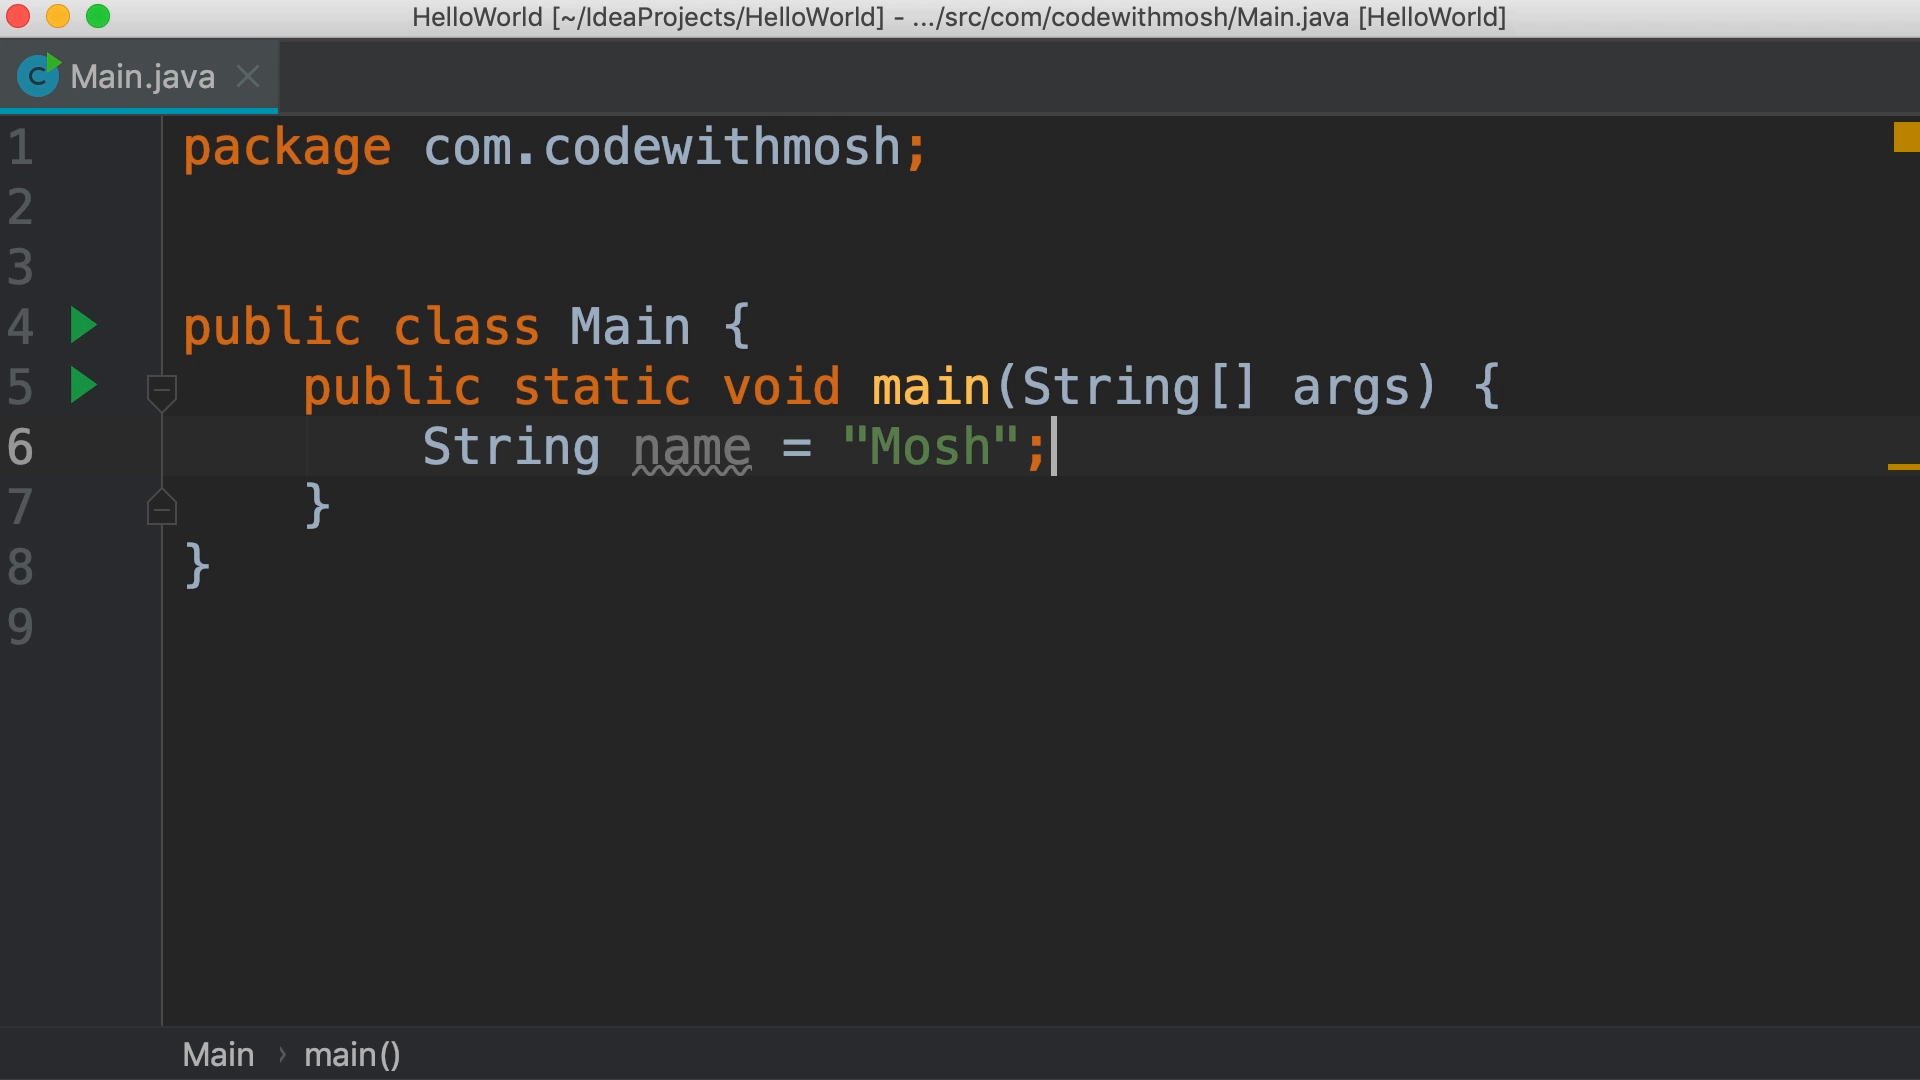 HelloWorld [~/IdeaProjects/HelloWorld] - .../src/com/codewithmosh/Main.java [HelloWorld]
C Main.java
1 package com.codewithmosh;
2
3
4 public class Main {
5     public static void main(String[] args) {
6         String name = "Mosh";
7     }
8 }
9
Main › main()